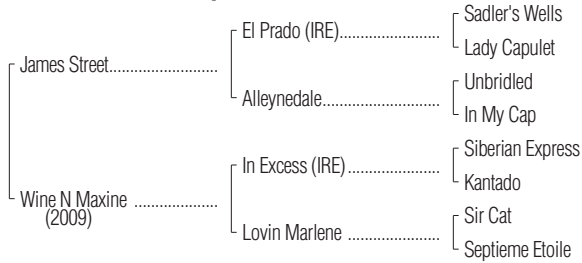 Sadler's Wells
El Prado (IRE)..................
Lady Capulet
James Street....................
Unbridled
Alleynedale.....................
In My Cap
Siberian Express
In Excess (IRE) .................
Kantado
Wine N Maxine ...............
(2009)
Sir Cat
Lovin Marlene .................
Septieme Etoile